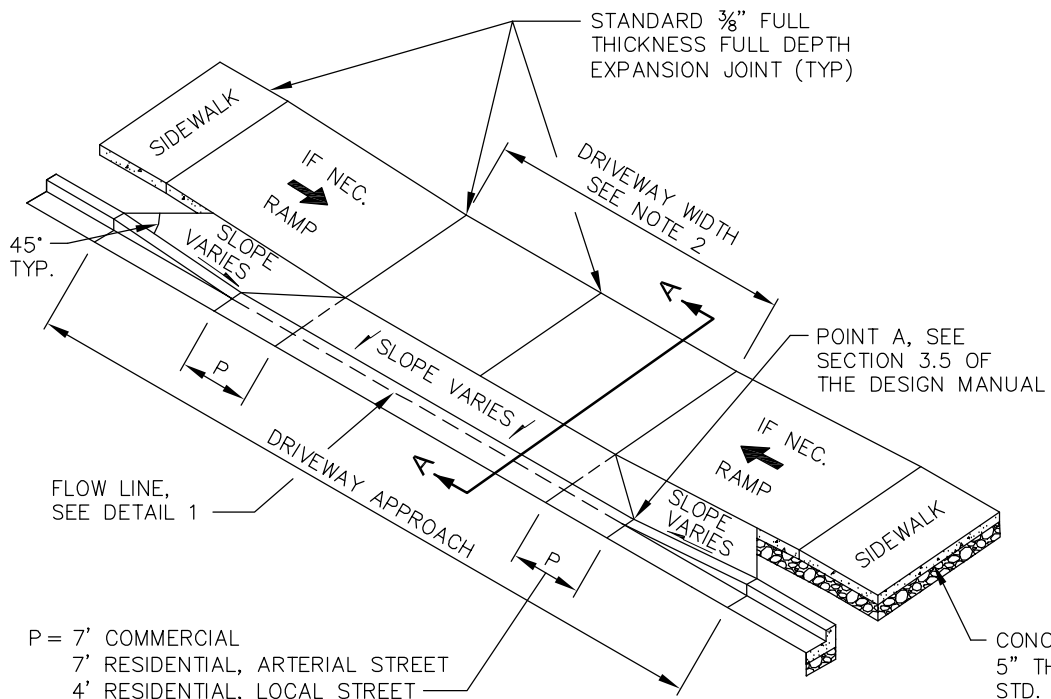 STANDARD ⅜" FULL
THICKNESS FULL DEPTH
EXPANSION JOINT (TYP)
SIDEWALK
IF NEC.
RAMP
DRIVEWAY WIDTH
SEE NOTE 2
45°
TYP.
SLOPE
VARIES
A
POINT A, SEE
SECTION 3.5 OF
THE DESIGN MANUAL
P
SLOPE VARIES
IF NEC.
RAMP
DRIVEWAY APPROACH
A
FLOW LINE,
SEE DETAIL 1
SLOPE
VARIES
SIDEWALK
P
P = 7' COMMERCIAL
7' RESIDENTIAL, ARTERIAL STREET
4' RESIDENTIAL, LOCAL STREET
5"
STD.